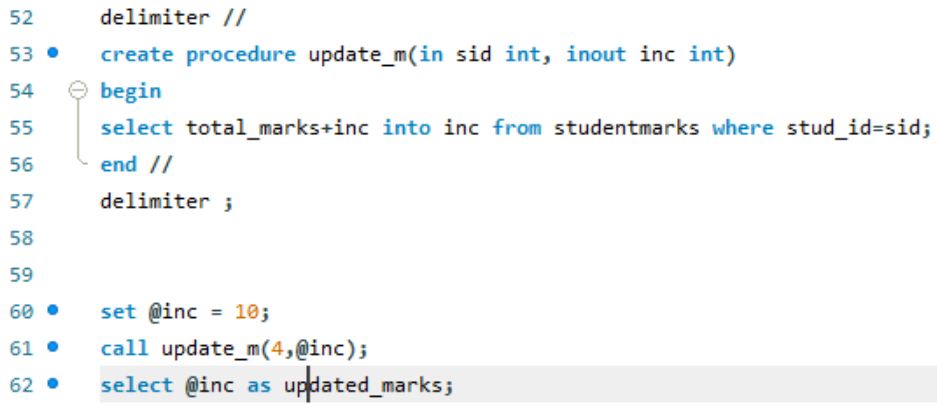 52 delimiter //
53 create procedure update_m(in sid int, inout inc int)
54 begin
55 select total_marks+inc into inc from studentmarks where stud_id=sid;
56 end //
57 delimiter ;
58
59
60 set @inc = 10;
61 call update_m(4,@inc);
62 select @inc as updated_marks;